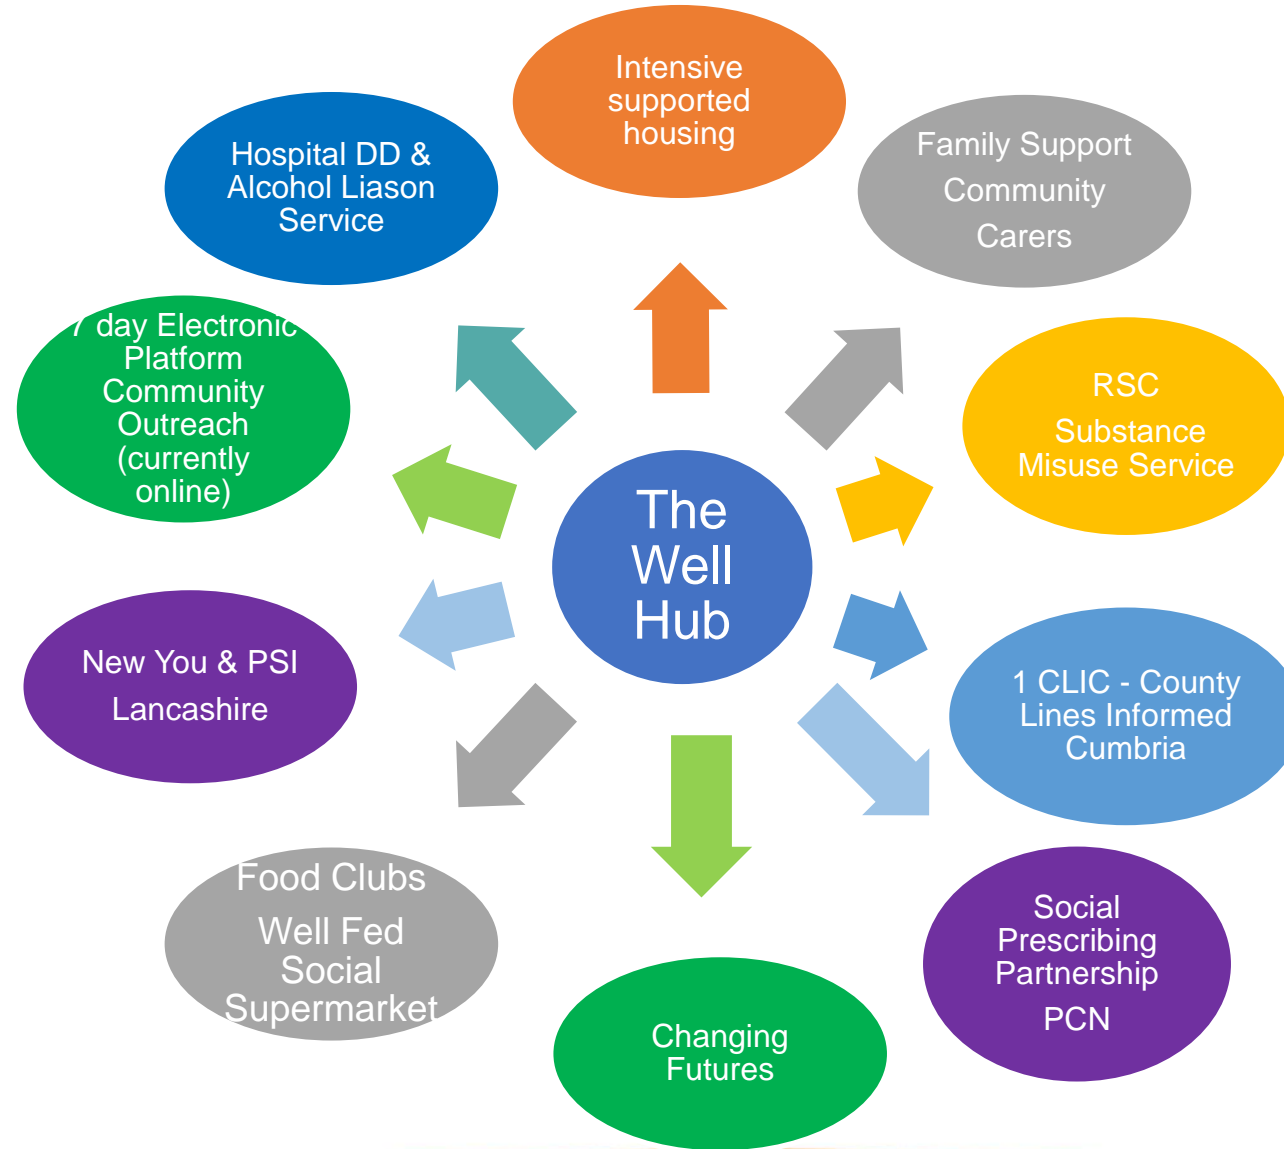 Intensive
supported
housing
Family Support
Community
Carers
RSC
Substance
Misuse Service
1 CLIC - County
Lines Informed
Cumbria
Social
Prescribing
Partnership
PCN
Changing
Futures
Food Clubs
Well Fed
Social
Supermarket
New You & PSI
Lancashire
7 day Electronic
Platform
Community
Outreach
(currently
online)
Hospital DD &
Alcohol Liason
Service
The
Well
Hub